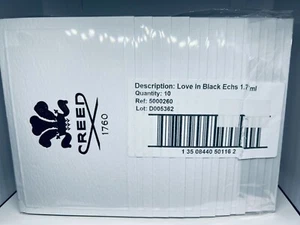 CREED
1760
Description: Love In Black Echs 1.7 ml
Quantity: 10
Ref: 5000260
Lot: D005362
1 35 08440 50116 2